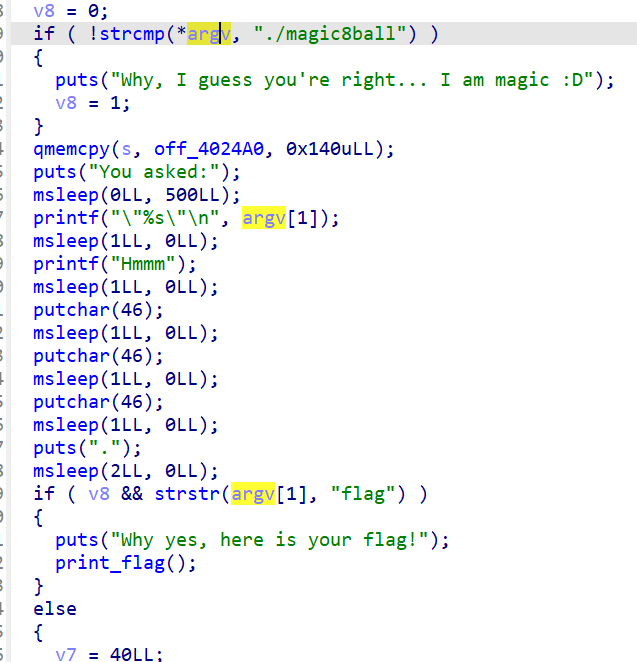 v8 = 0;
if ( !strcmp(*argv, "./magic8ball") )
{
puts("Why, I guess you're right... I am magic :D");
v8 = 1;
}
qmemcpy(s, off_4024A0, 0x140uLL);
puts("You asked:");
msleep(0LL, 500LL);
printf("\"%s\"\n", argv[1]);
msleep(1LL, 0LL);
printf("Hmmm");
msleep(1LL, 0LL);
putchar(46);
msleep(1LL, 0LL);
putchar(46);
msleep(1LL, 0LL);
putchar(46);
msleep(1LL, 0LL);
puts(".");
msleep(2LL, 0LL);
if ( v8 && strstr(argv[1], "flag") )
{
puts("Why yes, here is your flag!");
print_flag();
}
else
{
v7 = 40LL;